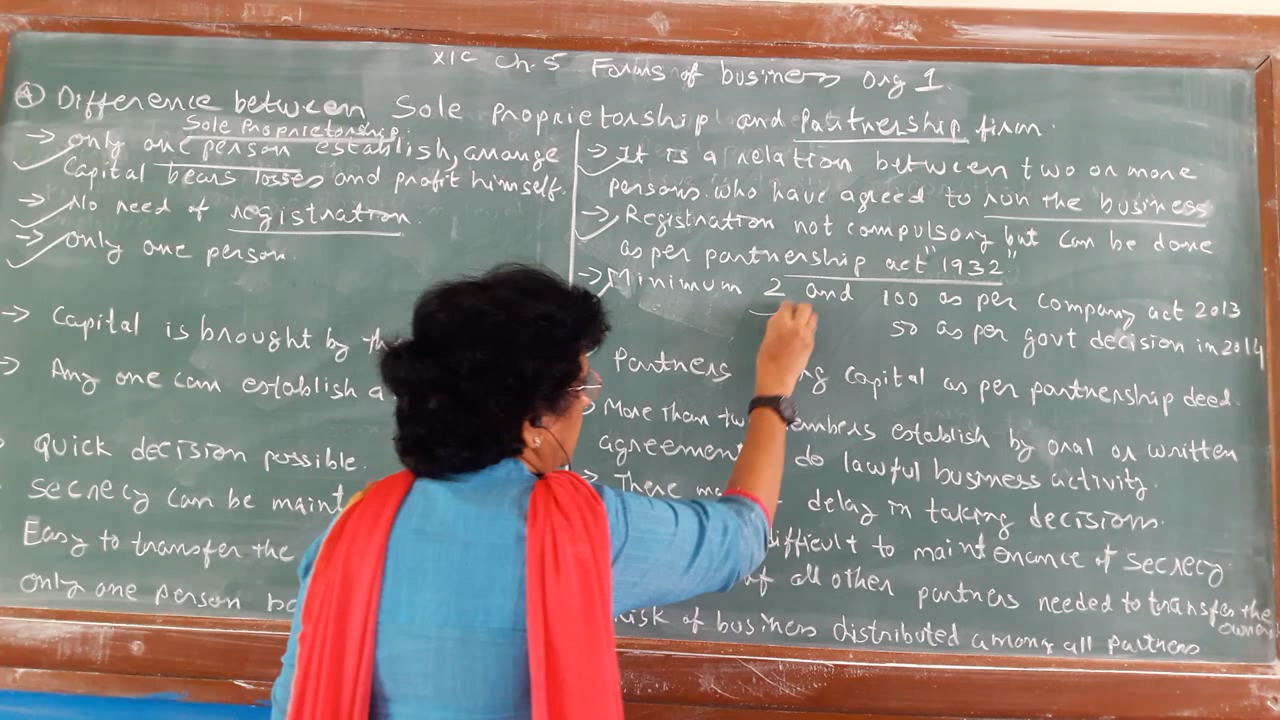 XIC Ch. 5 Forms of business org 1.
Difference between Sole Proprietorship and Partnership firm.
Sole Proprietorship.
→ only one person establish, arrange
Capital bears losses and profit himself.
→ No need of registration.
→ only one person.
→ Capital is brought by
→ Any one can establish a
Quick decision possible.
Secrecy can be
Easy to transfer the
only one person
→ It is a relation between two or more
persons who have agreed to run the business
→ Registration not compulsory but can be done
as per partnership act "1932"
→ Minimum 2 and 100 as per company act 2013
50 as per govt decision in 2014
Partners capital as per partnership deed.
More than establish by oral or written
agreement do lawful business activity.
There delay in taking decisions.
difficult to maintenance of secrecy.
of all other partners needed to transfer the
risk of business distributed among all partners